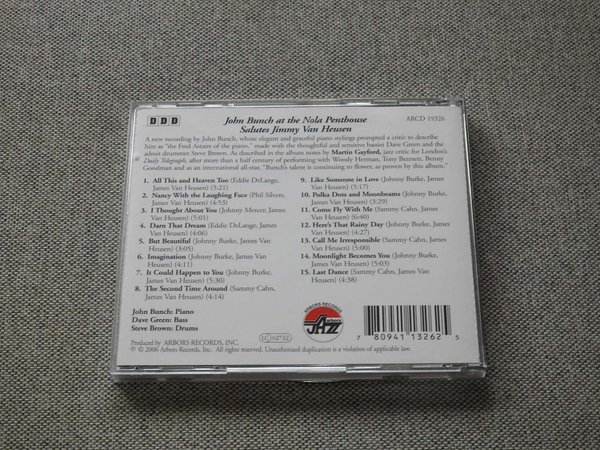 D D D
John Bunch at the Nola Penthouse
Salutes Jimmy Van Heusen
ARCD 19326
A new recording by John Bunch, whose elegant and graceful piano stylings prompted a critic to describe
him as "the Fred Astaire of the piano," made with the thoughtful and sensitive bassist Dave Green and the
adroit drummer Steve Brown. As described in the album notes by Martin Gayford, jazz critic for London's
Daily Telegraph, after more than a half century of performing with Woody Herman, Tony Bennett, Benny
Goodman and as an international all-star, "Bunch's talent is continuing to flower, as proven by this album."
1. All This and Heaven Too (Eddie DeLange,
James Van Heusen) (5:21)
2. Nancy With the Laughing Face (Phil Silvers,
James Van Heusen) (4:53)
3. I Thought About You (Johnny Mercer, James
Van Heusen) (5:01)
4. Darn That Dream (Eddie DeLange, James
Van Heusen) (4:06)
5. But Beautiful (Johnny Burke, James Van
Heusen) (3:05)
6. Imagination (Johnny Burke, James Van
Heusen) (4:11)
7. It Could Happen to You (Johnny Burke,
James Van Heusen) (5:30)
8. The Second Time Around (Sammy Cahn,
James Van Heusen) (4:14)
9. Like Someone in Love (Johnny Burke, James
Van Heusen) (5:17)
10. Polka Dots and Moonbeams (Johnny Burke,
James Van Heusen) (3:29)
11. Come Fly With Me (Sammy Cahn, James
Van Heusen) (6:40)
12. Here's That Rainy Day (Johnny Burke,
James Van Heusen) (4:27)
13. Call Me Irresponsible (Sammy Cahn, James
Van Heusen) (5:00)
14. Moonlight Becomes You (Johnny Burke,
James Van Heusen) (5:03)
15. Last Dance (Sammy Cahn, James Van
Heusen) (4:38)
John Bunch: Piano
Dave Green: Bass
Steve Brown: Drums
ARBORS RECORDS
JAZZ
7 80941 13262 5
LC 02752
Produced by ARBORS RECORDS, INC.
℗ © 2006 Arbors Records, Inc. All rights reserved. Unauthorized duplication is a violation of applicable law.